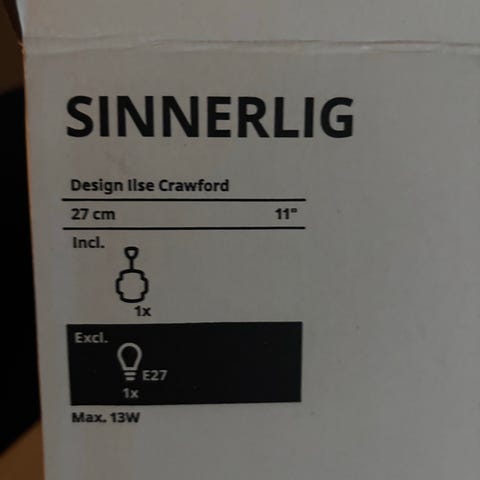 SINNERLIG
Design Ilse Crawford
27 cm 11"
Incl.
1x
Excl.
E27
1x
Max. 13W